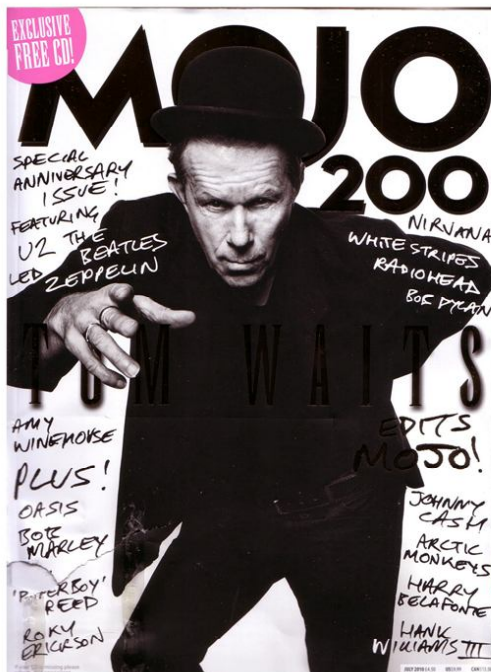 EXCLUSIVE
FREE CD!
MOJO
200
SPECIAL
ANNIVERSARY
ISSUE!
FEATURING
U2 THE
BEATLES
LED
ZEPPELIN
NIRVANA
WHITE STRIPES
RADIOHEAD
BOB DYLAN
TOM WAITS
EDITS
MOJO!
AMY
WINEHOUSE
PLUS!
OASIS
BOB
MARLEY
REED
ROKY
ERICKSON
JOHNNY
CASH
ARCTIC
MONKEYS
HARRY
BELAFONTE
HANK
WILLIAMS III
JULY 2010